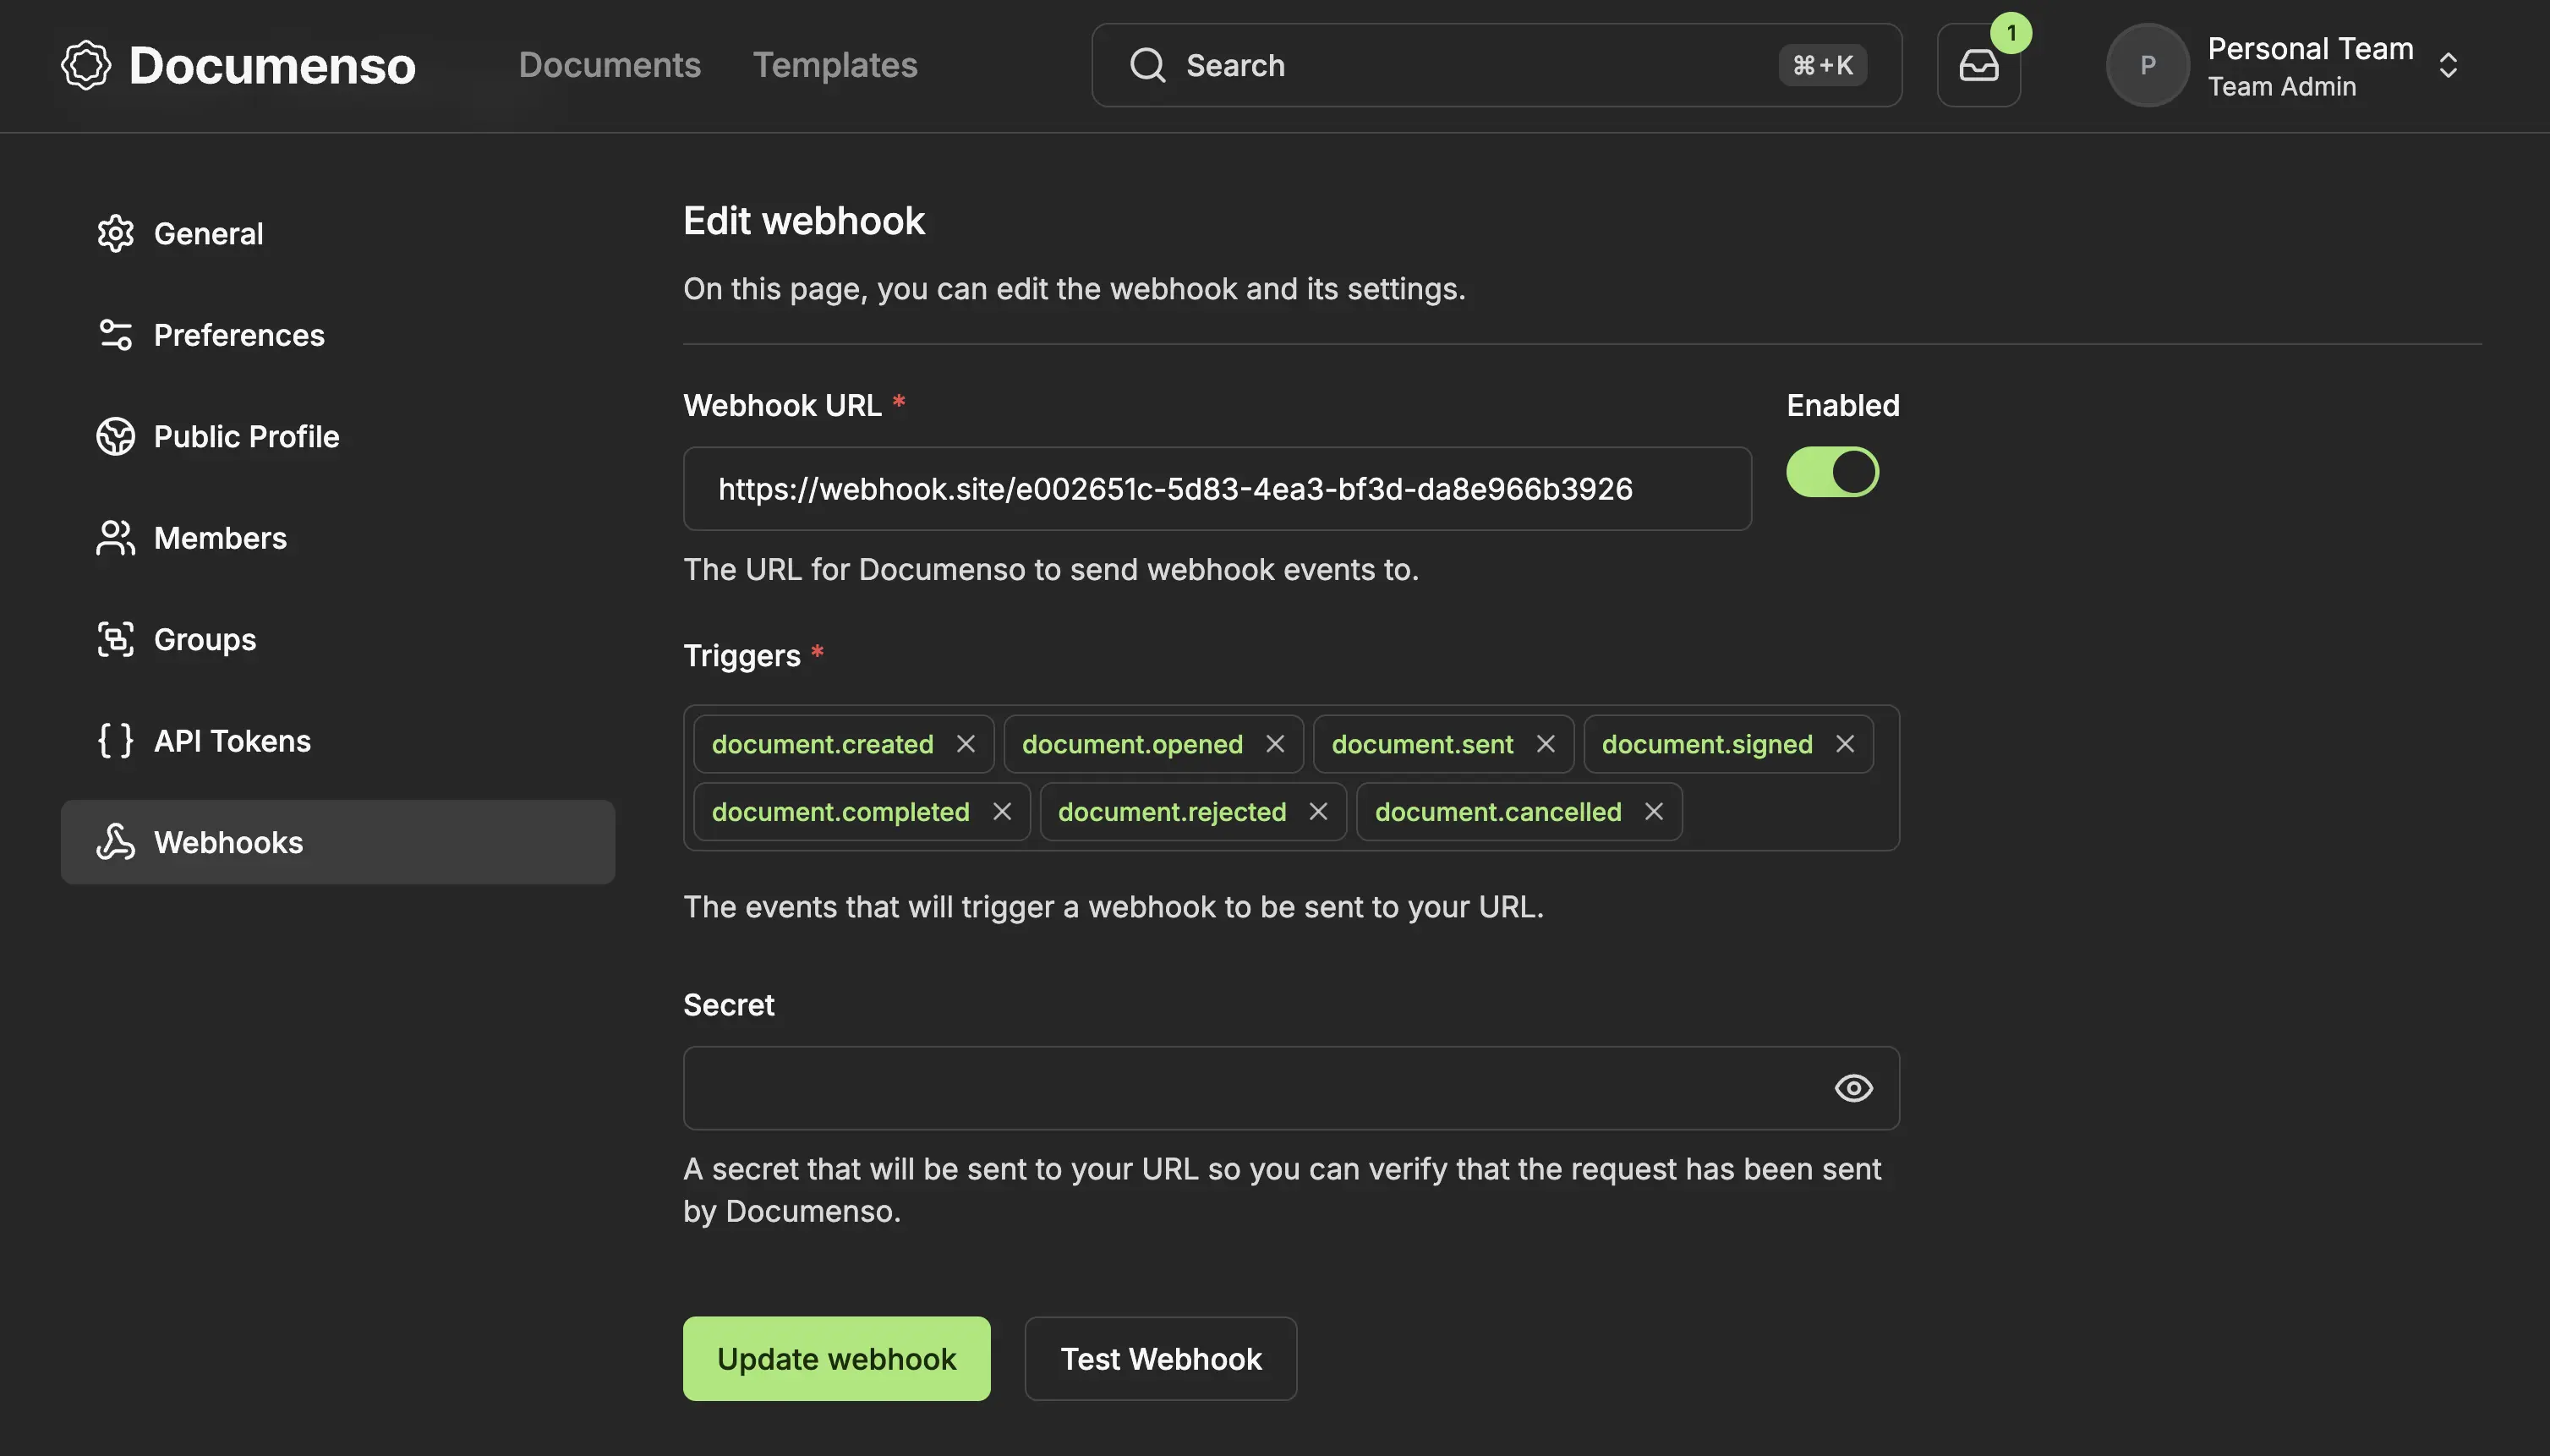 Documenso
Documents
Templates
Search
⌘+K
1
P
Personal Team
Team Admin
General
Preferences
Public Profile
Members
Groups
API Tokens
Webhooks
Edit webhook
On this page, you can edit the webhook and its settings.
Webhook URL *
Enabled
https://webhook.site/e002651c-5d83-4ea3-bf3d-da8e966b3926
The URL for Documenso to send webhook events to.
Triggers *
document.created document.opened document.sent document.signed
document.completed document.rejected document.cancelled
The events that will trigger a webhook to be sent to your URL.
Secret
A secret that will be sent to your URL so you can verify that the request has been sent
by Documenso.
Update webhook
Test Webhook